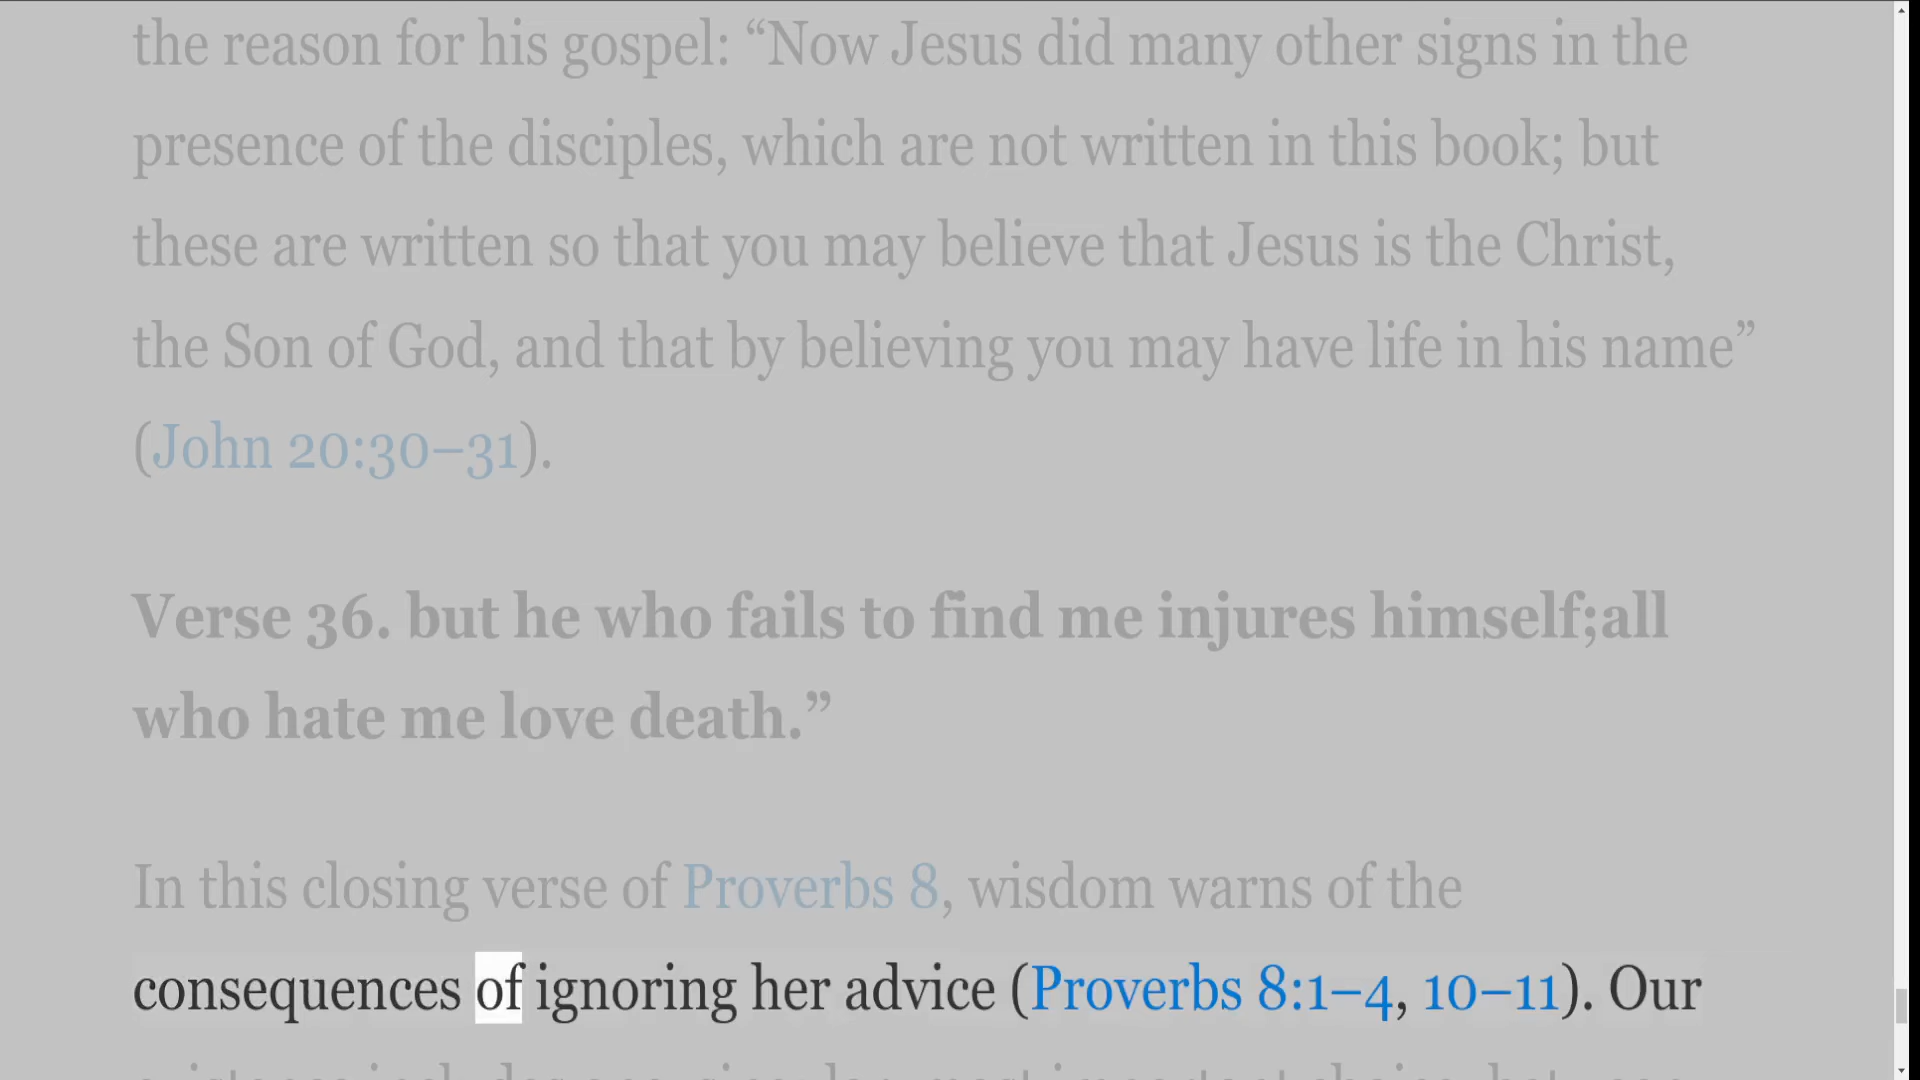 the reason for his gospel: “Now Jesus did many other signs in the
presence of the disciples, which are not written in this book; but
these are written so that you may believe that Jesus is the Christ,
the Son of God, and that by believing you may have life in his name”
(John 20:30–31).
Verse 36. but he who fails to find me injures himself;all
who hate me love death.”
In this closing verse of Proverbs 8, wisdom warns of the
consequences of ignoring her advice (Proverbs 8:1–4, 10–11). Our